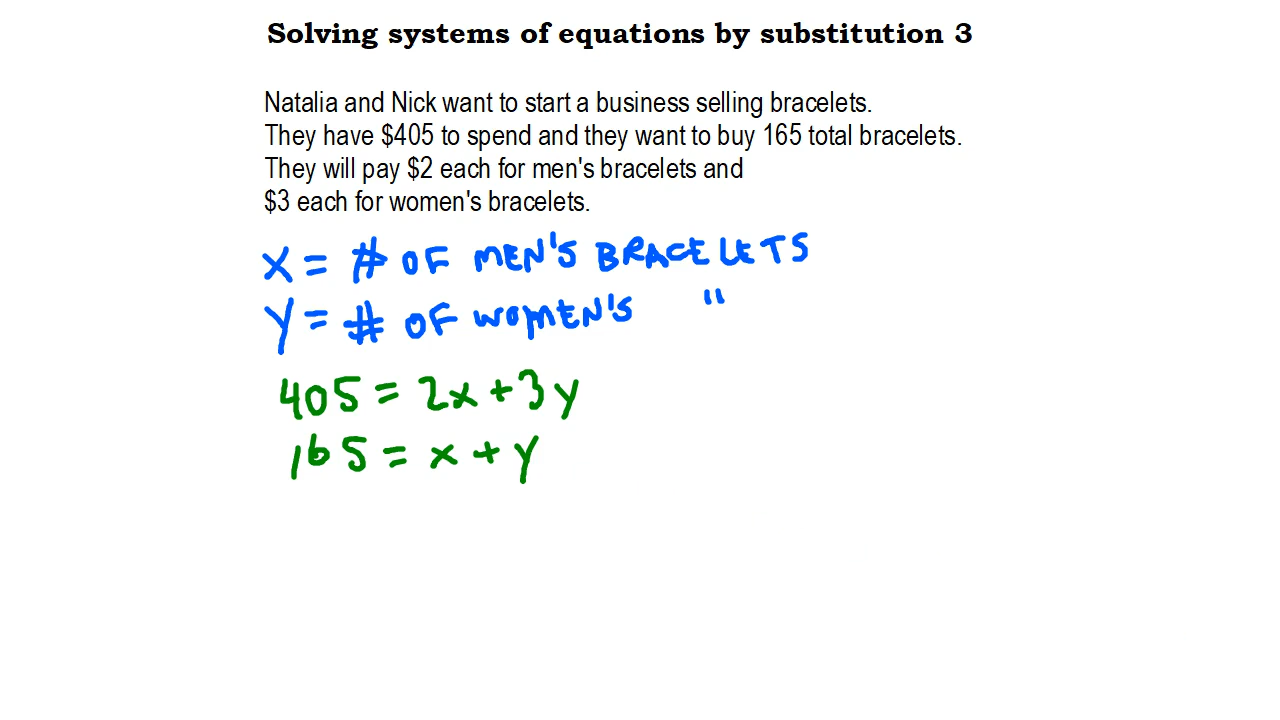 Solving systems of equations by substitution 3
Natalia and Nick want to start a business selling bracelets.
They have $405 to spend and they want to buy 165 total bracelets.
They will pay $2 each for men's bracelets and
$3 each for women's bracelets.
X = # OF MEN'S BRACELETS
Y = # OF WOMEN'S "
405 = 2x + 3y
165 = x + y